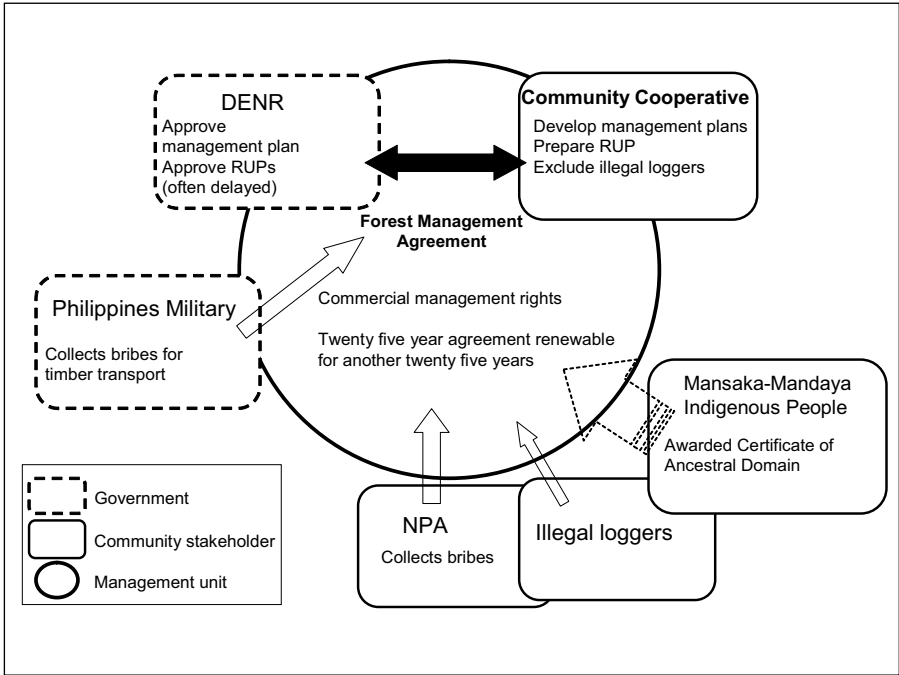 DENR
Approve
management plan
Approve RUPs
(often delayed)
Community Cooperative
Develop management plans
Prepare RUP
Exclude illegal loggers
Forest Management
Agreement
Commercial management rights
Twenty five year agreement renewable
for another twenty five years
Philippines Military
Collects bribes for
timber transport
Mansaka-Mandaya
Indigenous People
Awarded Certificate of
Ancestral Domain
NPA
Collects bribes
Illegal loggers
Government
Community stakeholder
Management unit